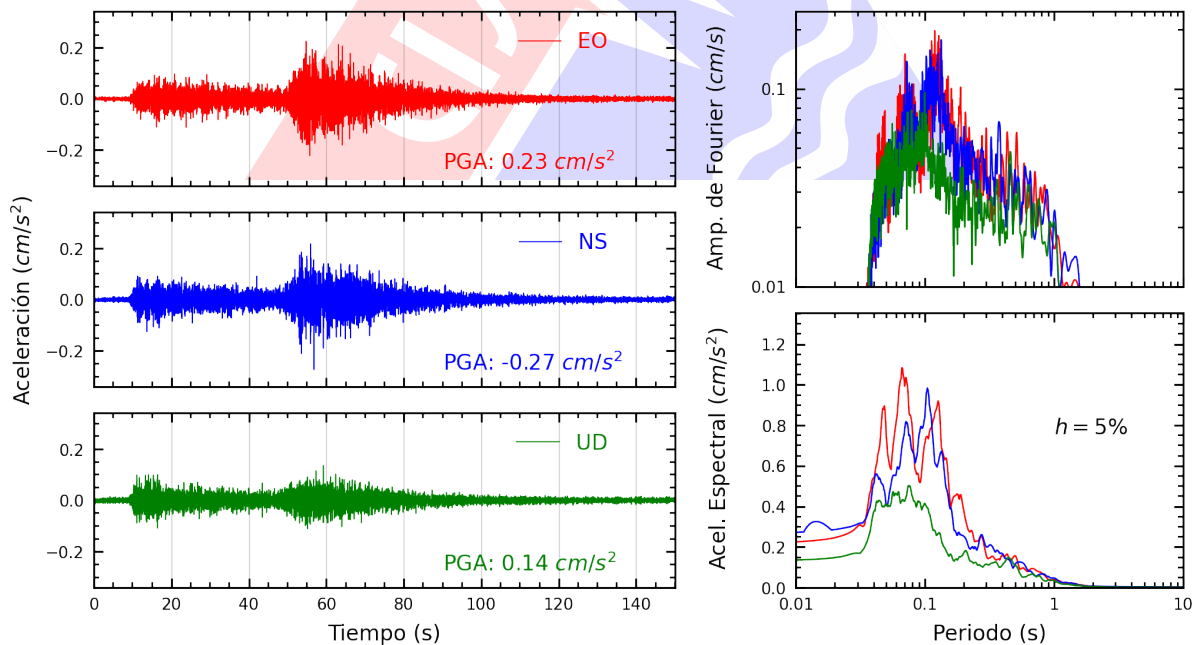 Aceleración (cm/s²)
0.2
0.0
−0.2
EO
PGA: 0.23 cm/s²
0.2
0.0
−0.2
NS
PGA: -0.27 cm/s²
0.2
0.0
−0.2
UD
PGA: 0.14 cm/s²
0 20 40 60 80 100 120 140
Tiempo (s)
Amp. de Fourier (cm/s)
0.1
0.01
Acel. Espectral (cm/s²)
1.2
1.0
0.8
0.6
0.4
0.2
0.0
h = 5%
0.01 0.1 1 10
Periodo (s)